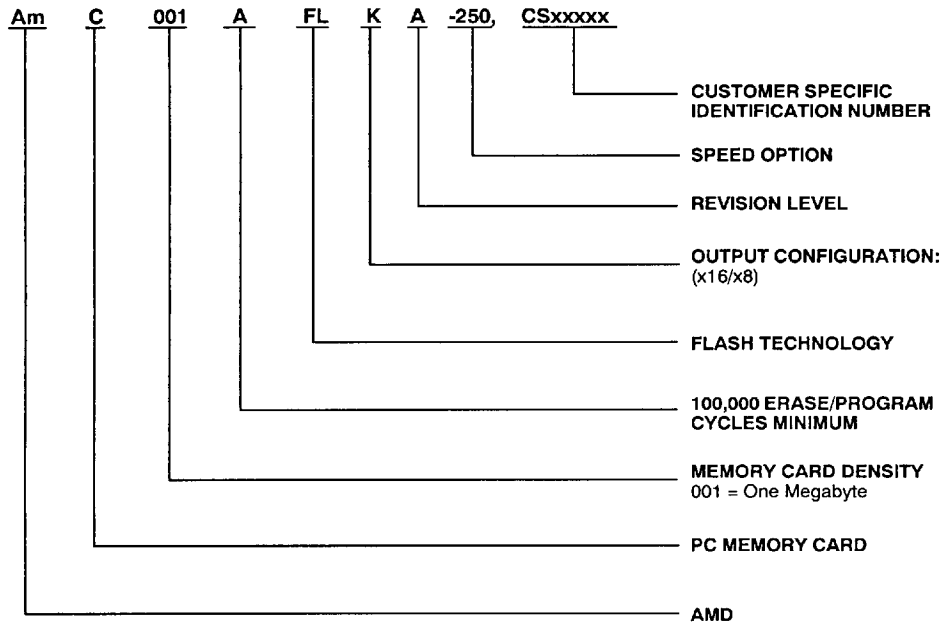 Am C 001 A FL K A -250, CSxxxxx
CUSTOMER SPECIFIC
IDENTIFICATION NUMBER
SPEED OPTION
REVISION LEVEL
OUTPUT CONFIGURATION:
(x16/x8)
FLASH TECHNOLOGY
100,000 ERASE/PROGRAM
CYCLES MINIMUM
MEMORY CARD DENSITY
001 = One Megabyte
PC MEMORY CARD
AMD